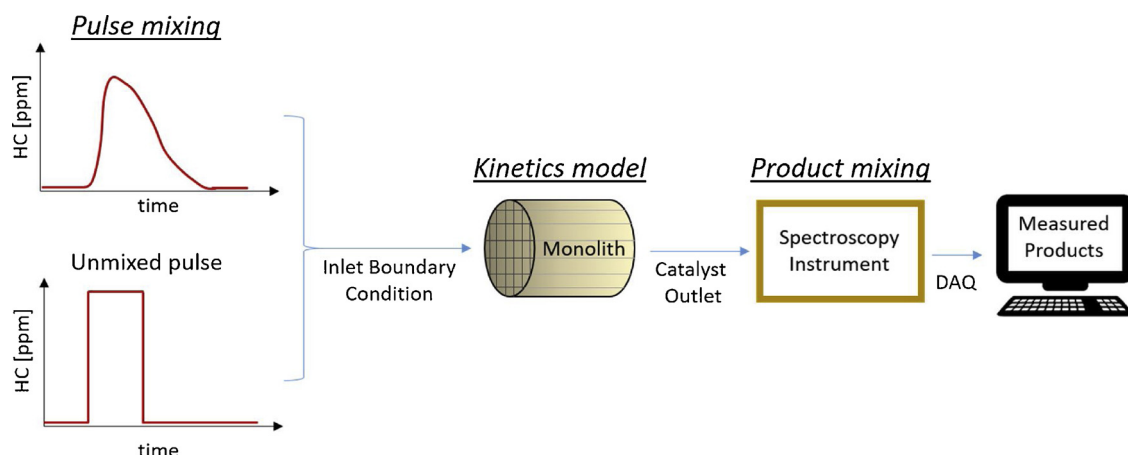 Pulse mixing
HC [ppm]
time
Unmixed pulse
HC [ppm]
time
Inlet Boundary
Condition
Kinetics model
Monolith
Catalyst
Outlet
Product mixing
Spectroscopy
Instrument
DAQ
Measured
Products